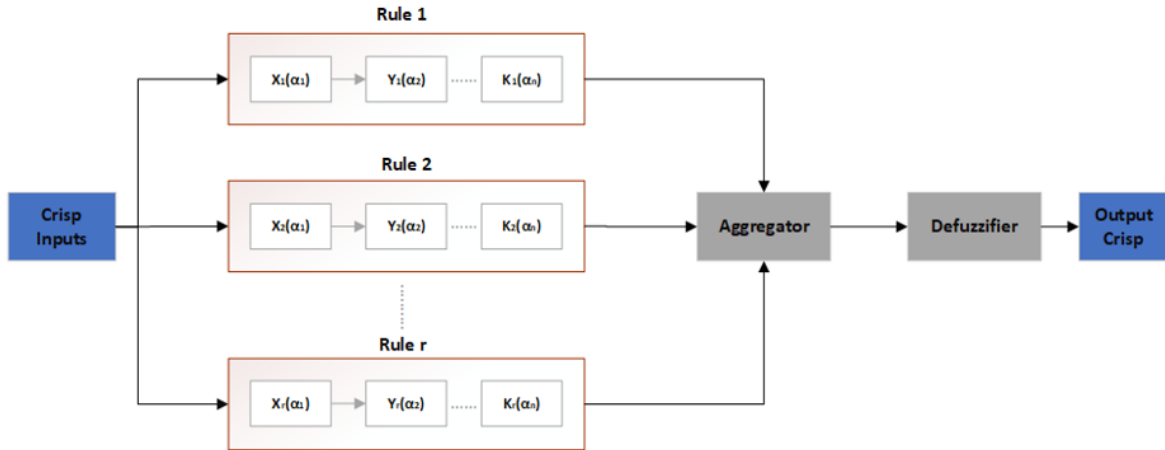 Rule 1
X₁(α₁) Y₁(α₂) ...... K₁(αₙ)
Rule 2
Crisp
Inputs
X₂(α₁) Y₂(α₂) ...... K₂(αₙ)
Aggregator
Defuzzifier
Output
Crisp
Rule r
Xᵣ(α₁) Yᵣ(α₂) ...... Kᵣ(αₙ)